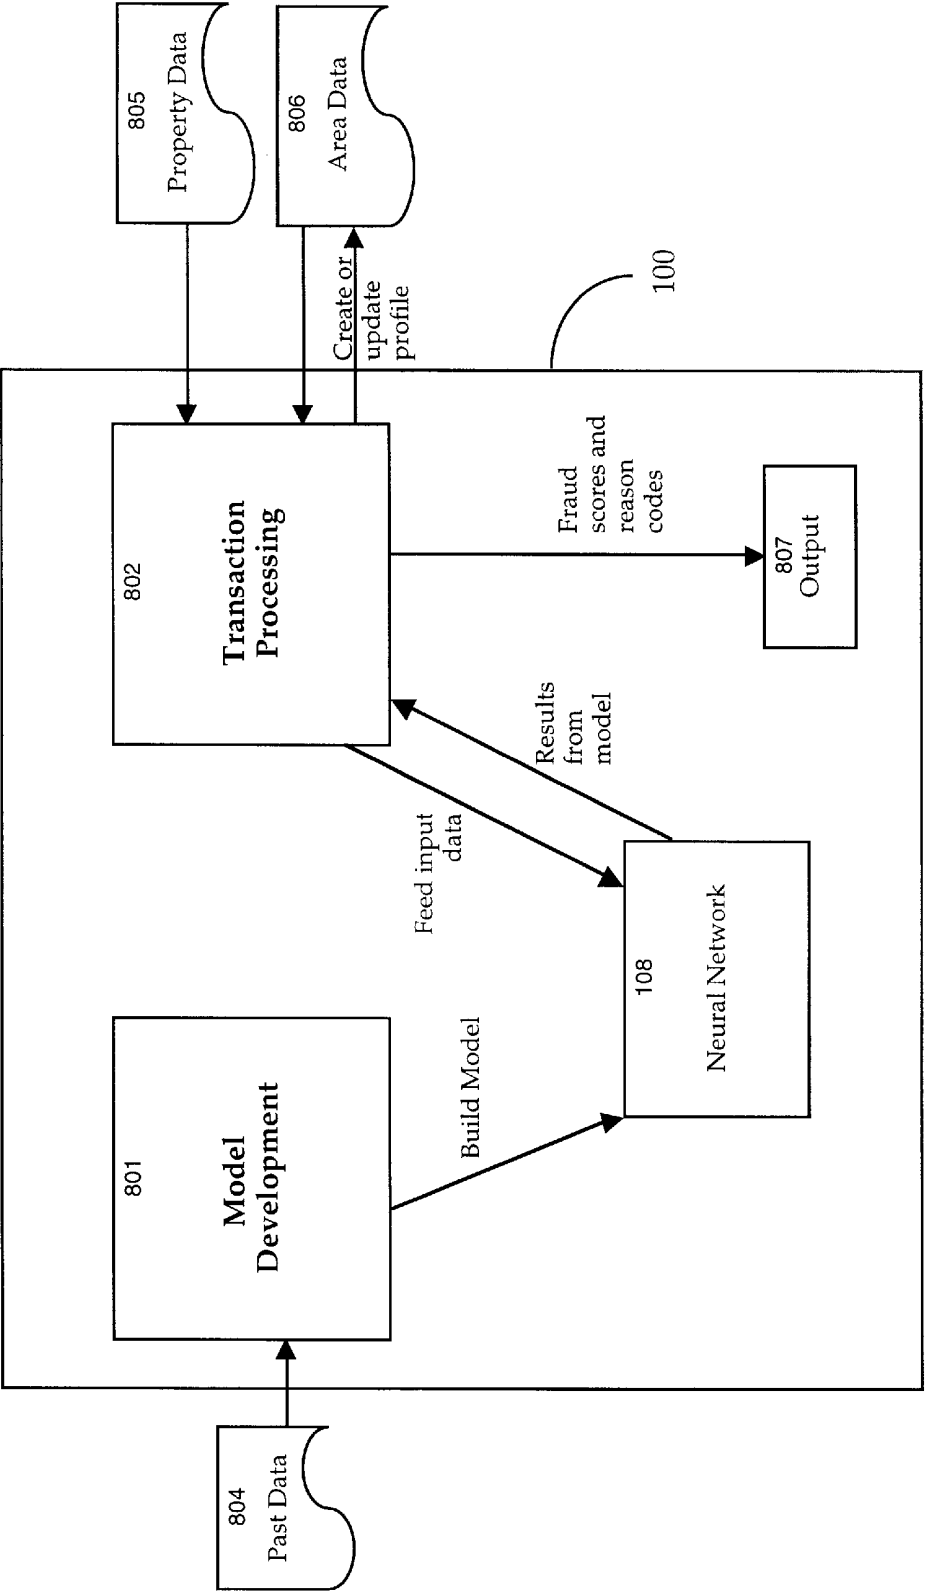 804
Past Data
801
Model
Development
Build Model
108
Neural Network
Feed input
data
Results
from
model
802
Transaction
Processing
Fraud
scores and
reason
codes
807
Output
805
Property Data
806
Area Data
Create or
update
profile
100